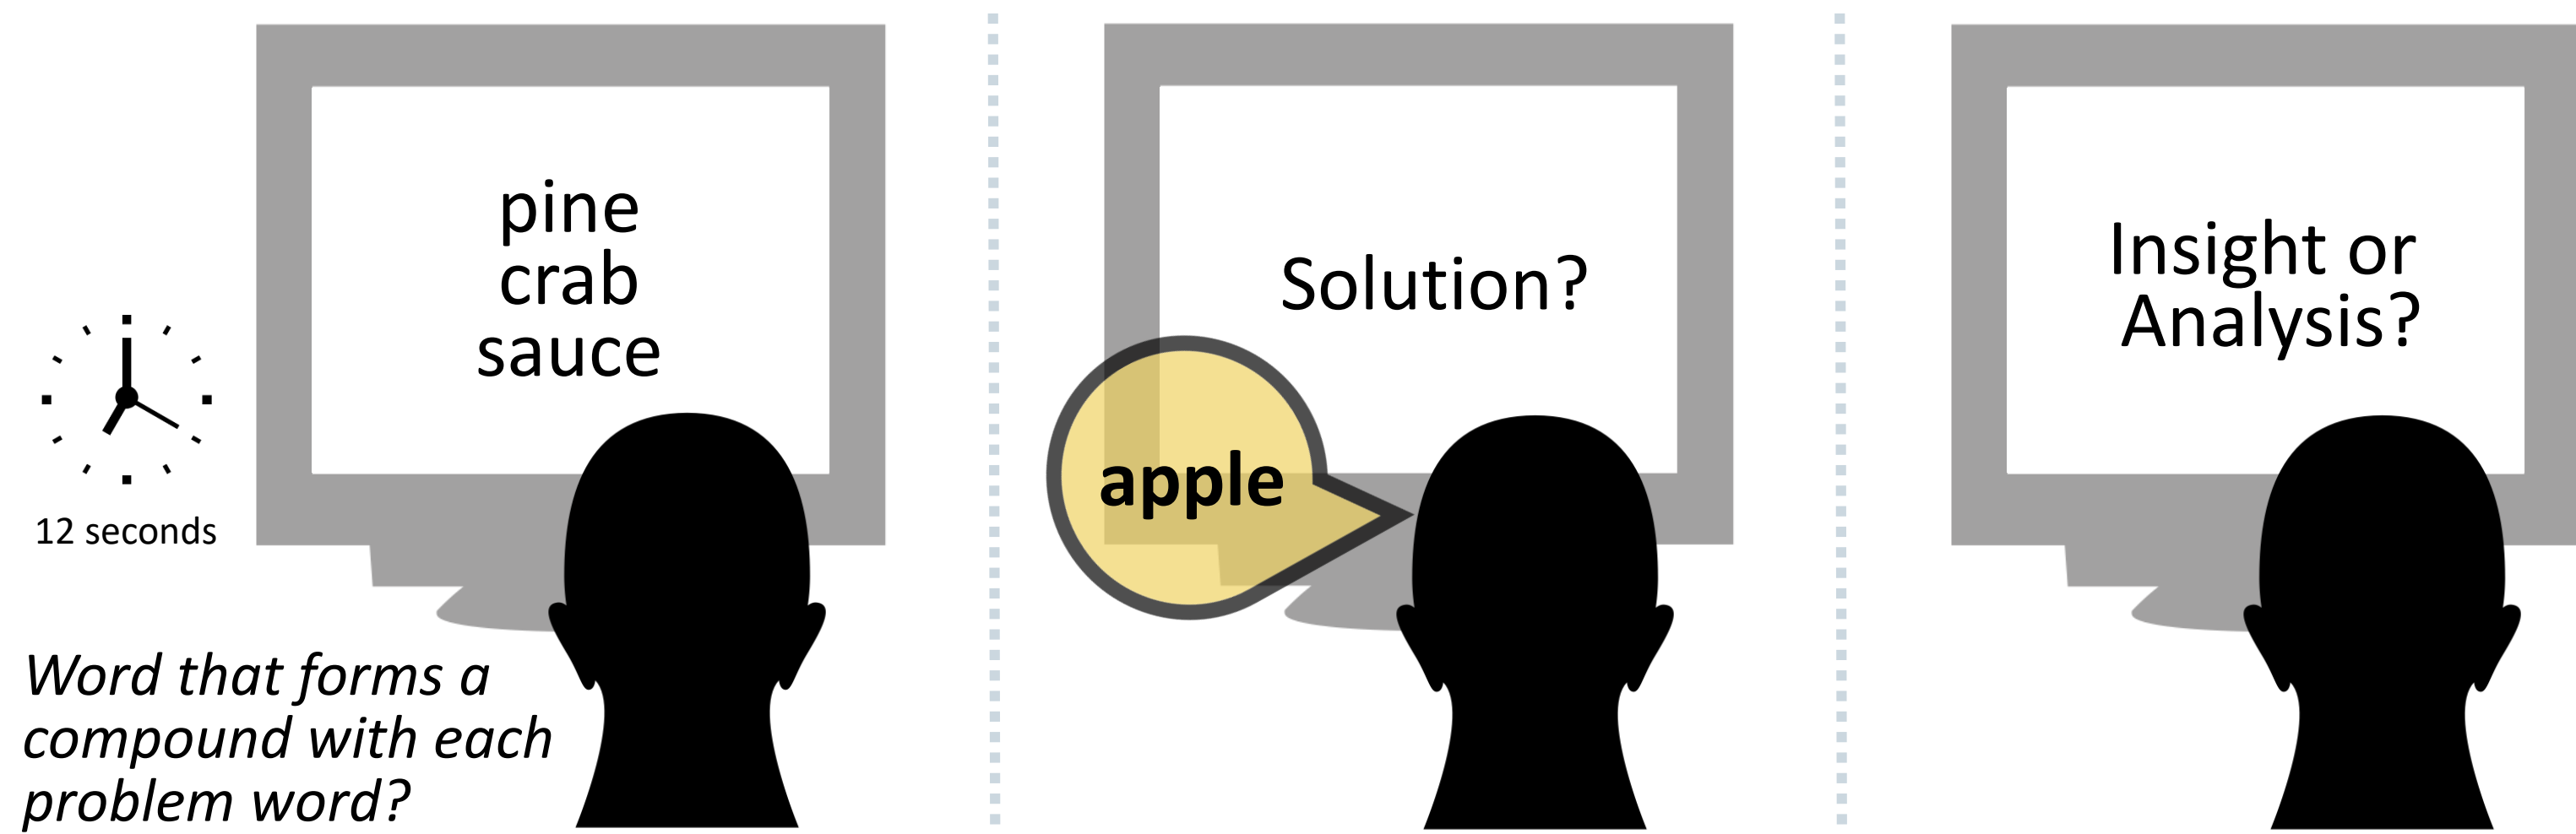 pine
crab
sauce
12 seconds
Word that forms a
compound with each
problem word?
Solution?
apple
Insight or
Analysis?